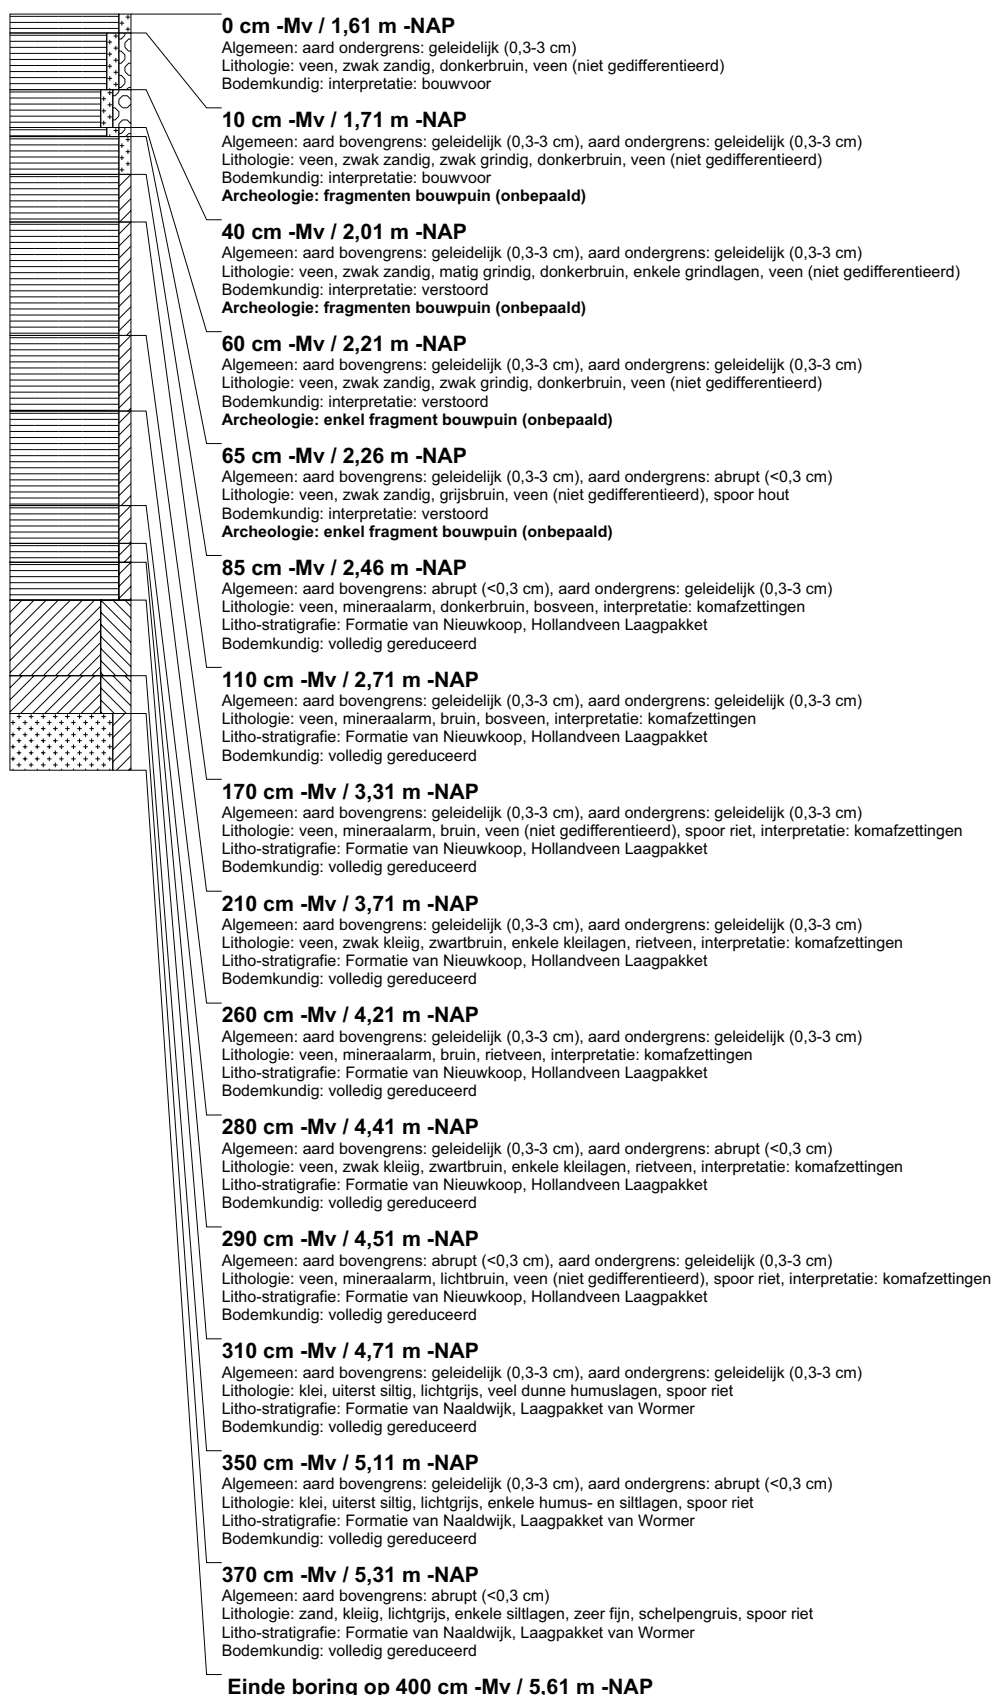 0 cm -Mv / 1,61 m -NAP
Algemeen: aard ondergrens: geleidelijk (0,3-3 cm)
Lithologie: veen, zwak zandig, donkerbruin, veen (niet gedifferentieerd)
Bodemkundig: interpretatie: bouwvoor
10 cm -Mv / 1,71 m -NAP
Algemeen: aard bovengrens: geleidelijk (0,3-3 cm), aard ondergrens: geleidelijk (0,3-3 cm)
Lithologie: veen, zwak zandig, zwak grindig, donkerbruin, veen (niet gedifferentieerd)
Bodemkundig: interpretatie: bouwvoor
Archeologie: fragmenten bouwpuin (onbepaald)
40 cm -Mv / 2,01 m -NAP
Algemeen: aard bovengrens: geleidelijk (0,3-3 cm), aard ondergrens: geleidelijk (0,3-3 cm)
Lithologie: veen, zwak zandig, matig grindig, donkerbruin, enkele grindlagen, veen (niet gedifferentieerd)
Bodemkundig: interpretatie: verstoord
Archeologie: fragmenten bouwpuin (onbepaald)
60 cm -Mv / 2,21 m -NAP
Algemeen: aard bovengrens: geleidelijk (0,3-3 cm), aard ondergrens: geleidelijk (0,3-3 cm)
Lithologie: veen, zwak zandig, zwak grindig, donkerbruin, veen (niet gedifferentieerd)
Bodemkundig: interpretatie: verstoord
Archeologie: enkel fragment bouwpuin (onbepaald)
65 cm -Mv / 2,26 m -NAP
Algemeen: aard bovengrens: geleidelijk (0,3-3 cm), aard ondergrens: abrupt (<0,3 cm)
Lithologie: veen, zwak zandig, grijsbruin, veen (niet gedifferentieerd), spoor hout
Bodemkundig: interpretatie: verstoord
Archeologie: enkel fragment bouwpuin (onbepaald)
85 cm -Mv / 2,46 m -NAP
Algemeen: aard bovengrens: abrupt (<0,3 cm), aard ondergrens: geleidelijk (0,3-3 cm)
Lithologie: veen, mineraalarm, donkerbruin, bosveen, interpretatie: komafzettingen
Litho-stratigrafie: Formatie van Nieuwkoop, Hollandveen Laagpakket
Bodemkundig: volledig gereduceerd
110 cm -Mv / 2,71 m -NAP
Algemeen: aard bovengrens: geleidelijk (0,3-3 cm), aard ondergrens: geleidelijk (0,3-3 cm)
Lithologie: veen, mineraalarm, bruin, bosveen, interpretatie: komafzettingen
Litho-stratigrafie: Formatie van Nieuwkoop, Hollandveen Laagpakket
Bodemkundig: volledig gereduceerd
170 cm -Mv / 3,31 m -NAP
Algemeen: aard bovengrens: geleidelijk (0,3-3 cm), aard ondergrens: geleidelijk (0,3-3 cm)
Lithologie: veen, mineraalarm, bruin, veen (niet gedifferentieerd), spoor riet, interpretatie: komafzettingen
Litho-stratigrafie: Formatie van Nieuwkoop, Hollandveen Laagpakket
Bodemkundig: volledig gereduceerd
210 cm -Mv / 3,71 m -NAP
Algemeen: aard bovengrens: geleidelijk (0,3-3 cm), aard ondergrens: geleidelijk (0,3-3 cm)
Lithologie: veen, zwak kleiig, zwartbruin, enkele kleilagen, rietveen, interpretatie: komafzettingen
Litho-stratigrafie: Formatie van Nieuwkoop, Hollandveen Laagpakket
Bodemkundig: volledig gereduceerd
260 cm -Mv / 4,21 m -NAP
Algemeen: aard bovengrens: geleidelijk (0,3-3 cm), aard ondergrens: geleidelijk (0,3-3 cm)
Lithologie: veen, mineraalarm, bruin, rietveen, interpretatie: komafzettingen
Litho-stratigrafie: Formatie van Nieuwkoop, Hollandveen Laagpakket
Bodemkundig: volledig gereduceerd
280 cm -Mv / 4,41 m -NAP
Algemeen: aard bovengrens: geleidelijk (0,3-3 cm), aard ondergrens: abrupt (<0,3 cm)
Lithologie: veen, zwak kleiig, zwartbruin, enkele kleilagen, rietveen, interpretatie: komafzettingen
Litho-stratigrafie: Formatie van Nieuwkoop, Hollandveen Laagpakket
Bodemkundig: volledig gereduceerd
290 cm -Mv / 4,51 m -NAP
Algemeen: aard bovengrens: abrupt (<0,3 cm), aard ondergrens: geleidelijk (0,3-3 cm)
Lithologie: veen, mineraalarm, lichtbruin, veen (niet gedifferentieerd), spoor riet, interpretatie: komafzettingen
Litho-stratigrafie: Formatie van Nieuwkoop, Hollandveen Laagpakket
Bodemkundig: volledig gereduceerd
310 cm -Mv / 4,71 m -NAP
Algemeen: aard bovengrens: geleidelijk (0,3-3 cm), aard ondergrens: geleidelijk (0,3-3 cm)
Lithologie: klei, uiterst siltig, lichtgrijs, veel dunne humuslagen, spoor riet
Litho-stratigrafie: Formatie van Naaldwijk, Laagpakket van Wormer
Bodemkundig: volledig gereduceerd
350 cm -Mv / 5,11 m -NAP
Algemeen: aard bovengrens: geleidelijk (0,3-3 cm), aard ondergrens: abrupt (<0,3 cm)
Lithologie: klei, uiterst siltig, lichtgrijs, enkele humus- en siltlagen, spoor riet
Litho-stratigrafie: Formatie van Naaldwijk, Laagpakket van Wormer
Bodemkundig: volledig gereduceerd
370 cm -Mv / 5,31 m -NAP
Algemeen: aard bovengrens: abrupt (<0,3 cm)
Lithologie: zand, kleiig, lichtgrijs, enkele siltlagen, zeer fijn, schelpengruis, spoor riet
Litho-stratigrafie: Formatie van Naaldwijk, Laagpakket van Wormer
Bodemkundig: volledig gereduceerd
Einde boring op 400 cm -Mv / 5,61 m -NAP